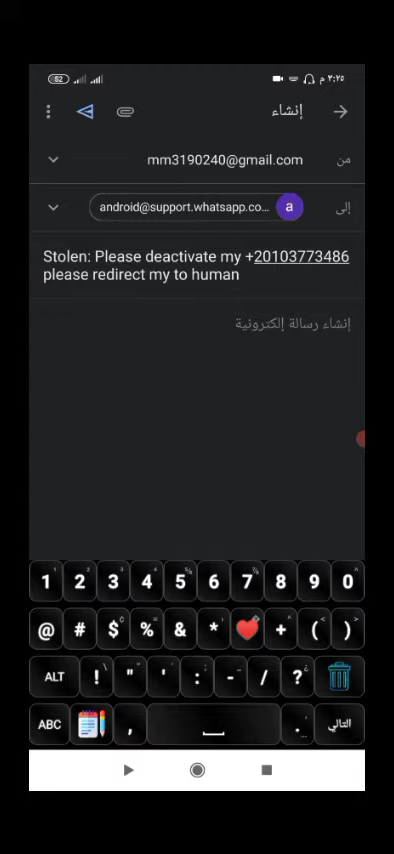 52 ٣:٢٥ م
إنشاء
من mm3190240@gmail.com
إلى a android@support.whatsapp.co...
Stolen: Please deactivate my +20103773486
please redirect my to human
إنشاء رسالة إلكترونية
1 2 3 4 5 6 7 8 9 0
@ # $ % & * + ( )
ALT ! " ' : - / ?
ABC , . التالي